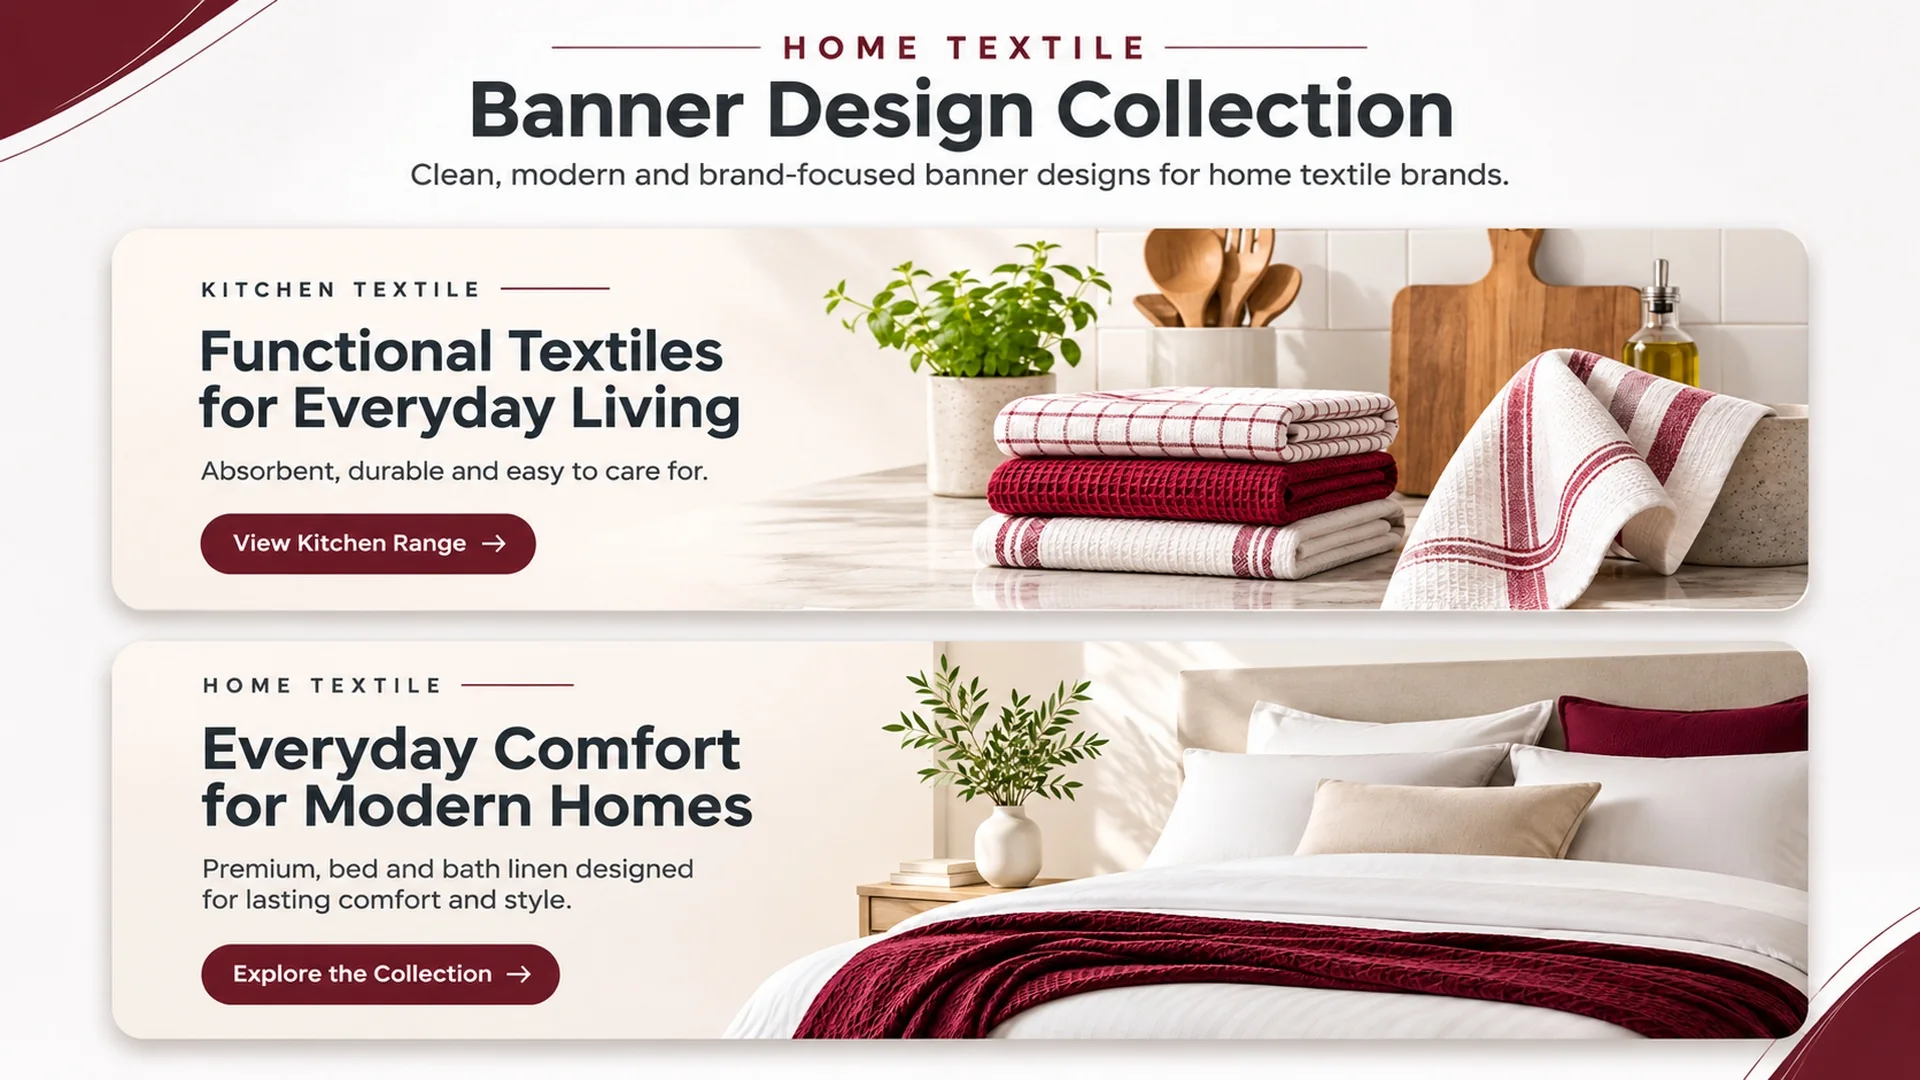 HOME TEXTILE
Banner Design Collection
Clean, modern and brand-focused banner designs for home textile brands.
KITCHEN TEXTILE
Functional Textiles
for Everyday Living
Absorbent, durable and easy to care for.
View Kitchen Range →
HOME TEXTILE
Everyday Comfort
for Modern Homes
Premium, bed and bath linen designed
for lasting comfort and style.
Explore the Collection →